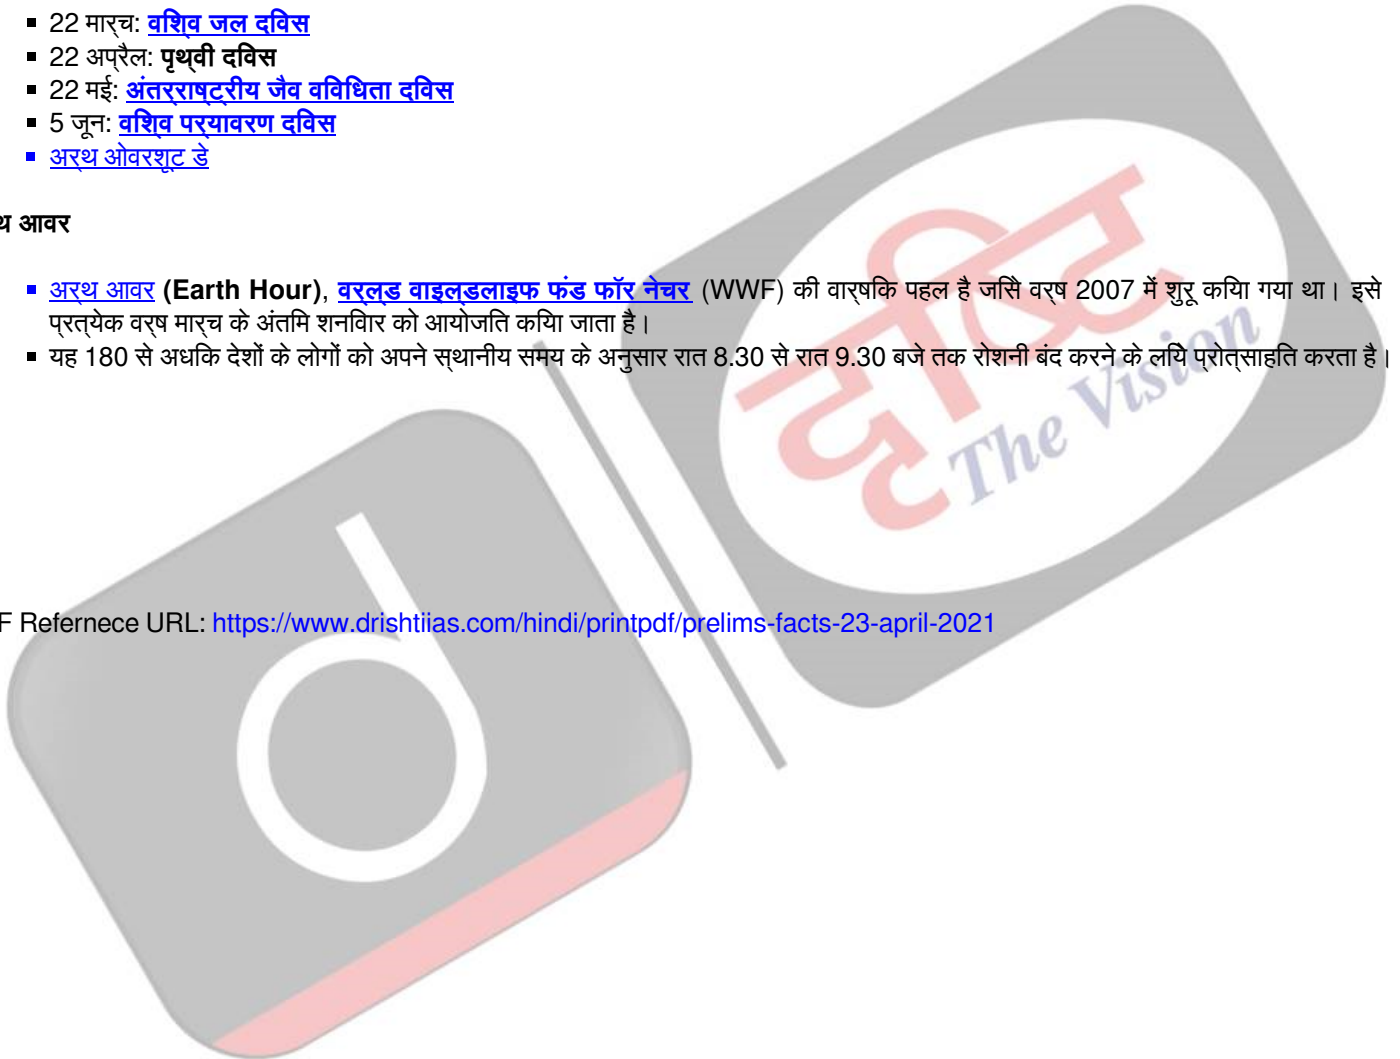 22 मार्च: विश्व जल दिवस
22 अप्रैल: पृथ्वी दिवस
22 मई: अंतर्राष्ट्रीय जैव विविधिता दिवस
5 जून: विश्व पर्यावरण दिवस
अर्थ ओवरशूट डे
थ आवर
अर्थ आवर (Earth Hour), वर्ल्ड वाइल्डलाइफ फंड फॉर नेचर (WWF) की वार्षिक पहल है जिसे वर्ष 2007 में शुरू किया गया था। इसे
प्रत्येक वर्ष मार्च के अंतिम शनिवार को आयोजित किया जाता है।
यह 180 से अधिक देशों के लोगों को अपने स्थानीय समय के अनुसार रात 8.30 से रात 9.30 बजे तक रोशनी बंद करने के लिये प्रोत्साहित करता है।
दृष्टि
The Vision
d
F Refernece URL: https://www.drishtiias.com/hindi/printpdf/prelims-facts-23-april-2021